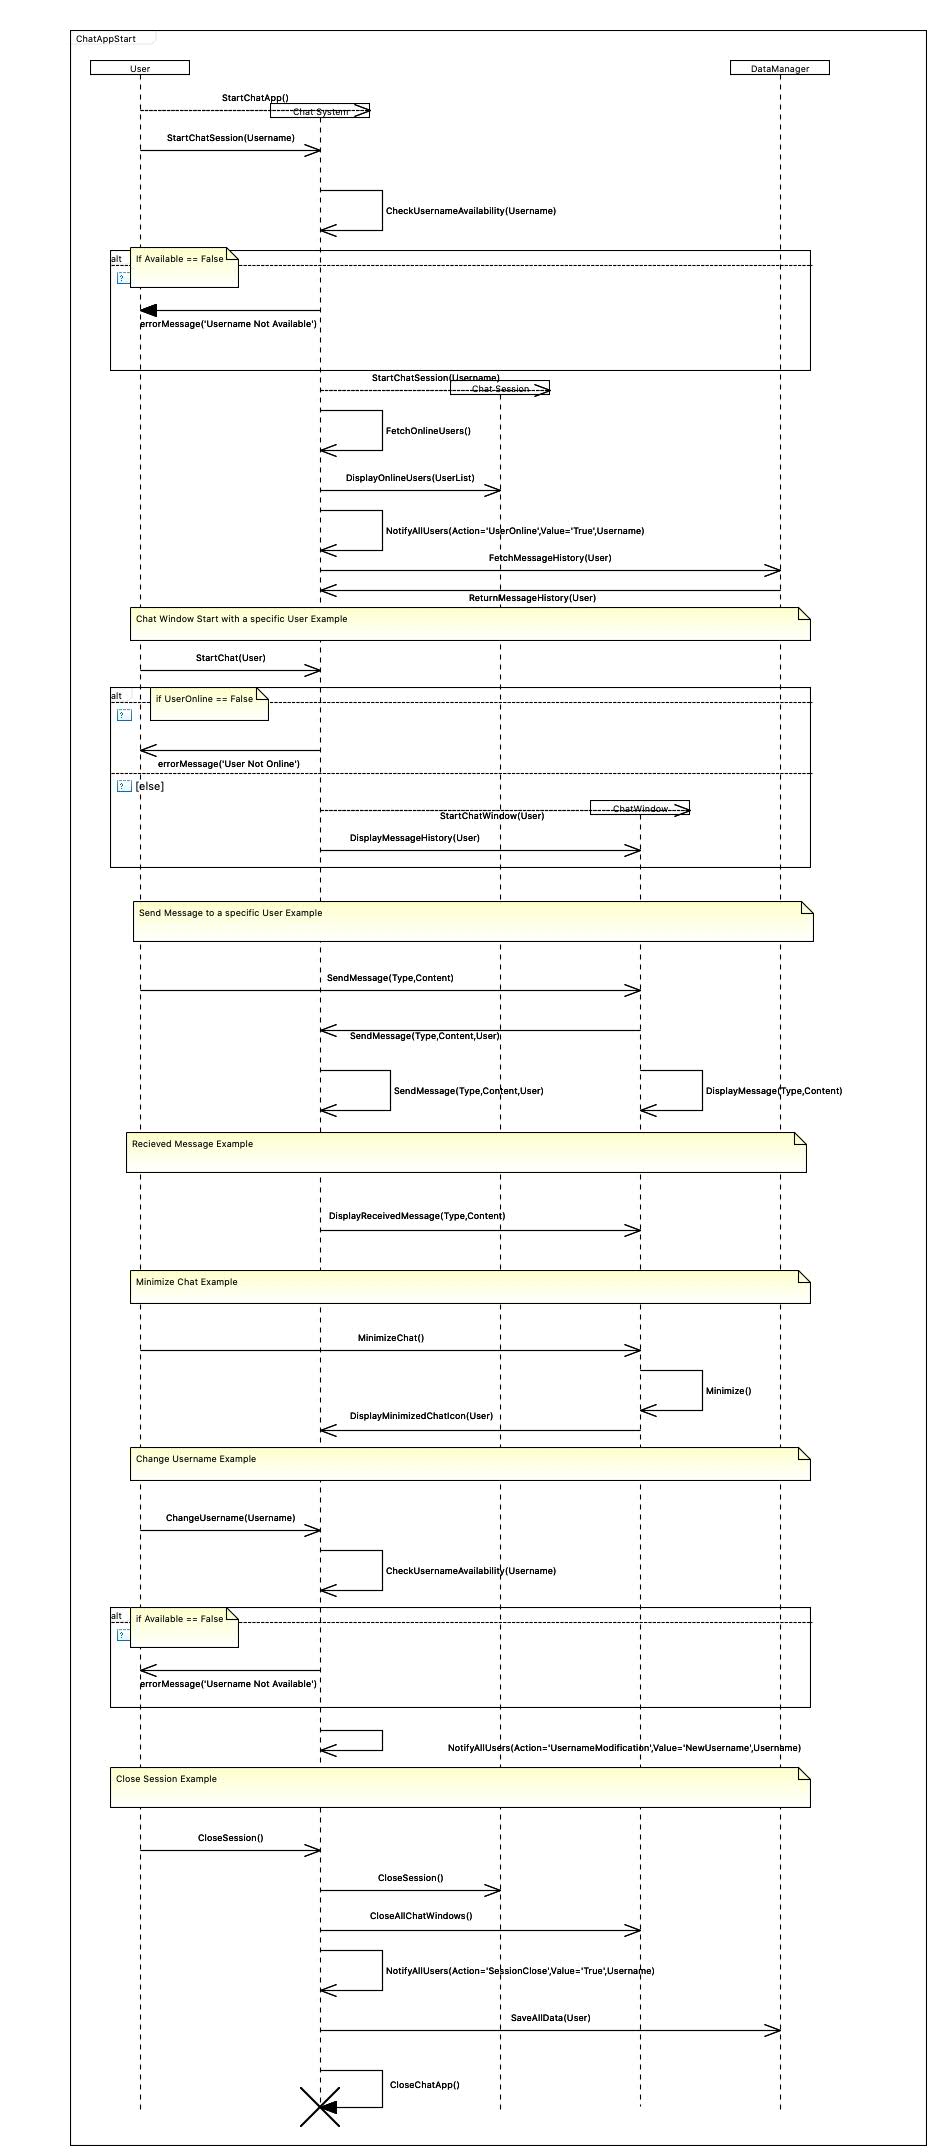 ChatAppStart
User
DataManager
StartChatApp()
Chat System
StartChatSession(Username)
CheckUsernameAvailability(Username)
alt
If Available == False
?
errorMessage('Username Not Available')
StartChatSession(Username)
Chat Session
FetchOnlineUsers()
DisplayOnlineUsers(UserList)
NotifyAllUsers(Action='UserOnline',Value='True',Username)
FetchMessageHistory(User)
ReturnMessageHistory(User)
Chat Window Start with a specific User Example
StartChat(User)
alt
if UserOnline == False
?
errorMessage('User Not Online')
? [else]
ChatWindow
StartChatWindow(User)
DisplayMessageHistory(User)
Send Message to a specific User Example
SendMessage(Type,Content)
SendMessage(Type,Content,User)
SendMessage(Type,Content,User)
DisplayMessage(Type,Content)
Recieved Message Example
DisplayReceivedMessage(Type,Content)
Minimize Chat Example
MinimizeChat()
Minimize()
DisplayMinimizedChatIcon(User)
Change Username Example
ChangeUsername(Username)
CheckUsernameAvailability(Username)
alt
if Available == False
?
errorMessage('Username Not Available')
NotifyAllUsers(Action='UsernameModification',Value='NewUsername',Username)
Close Session Example
CloseSession()
CloseSession()
CloseAllChatWindows()
NotifyAllUsers(Action='SessionClose',Value='True',Username)
SaveAllData(User)
CloseChatApp()